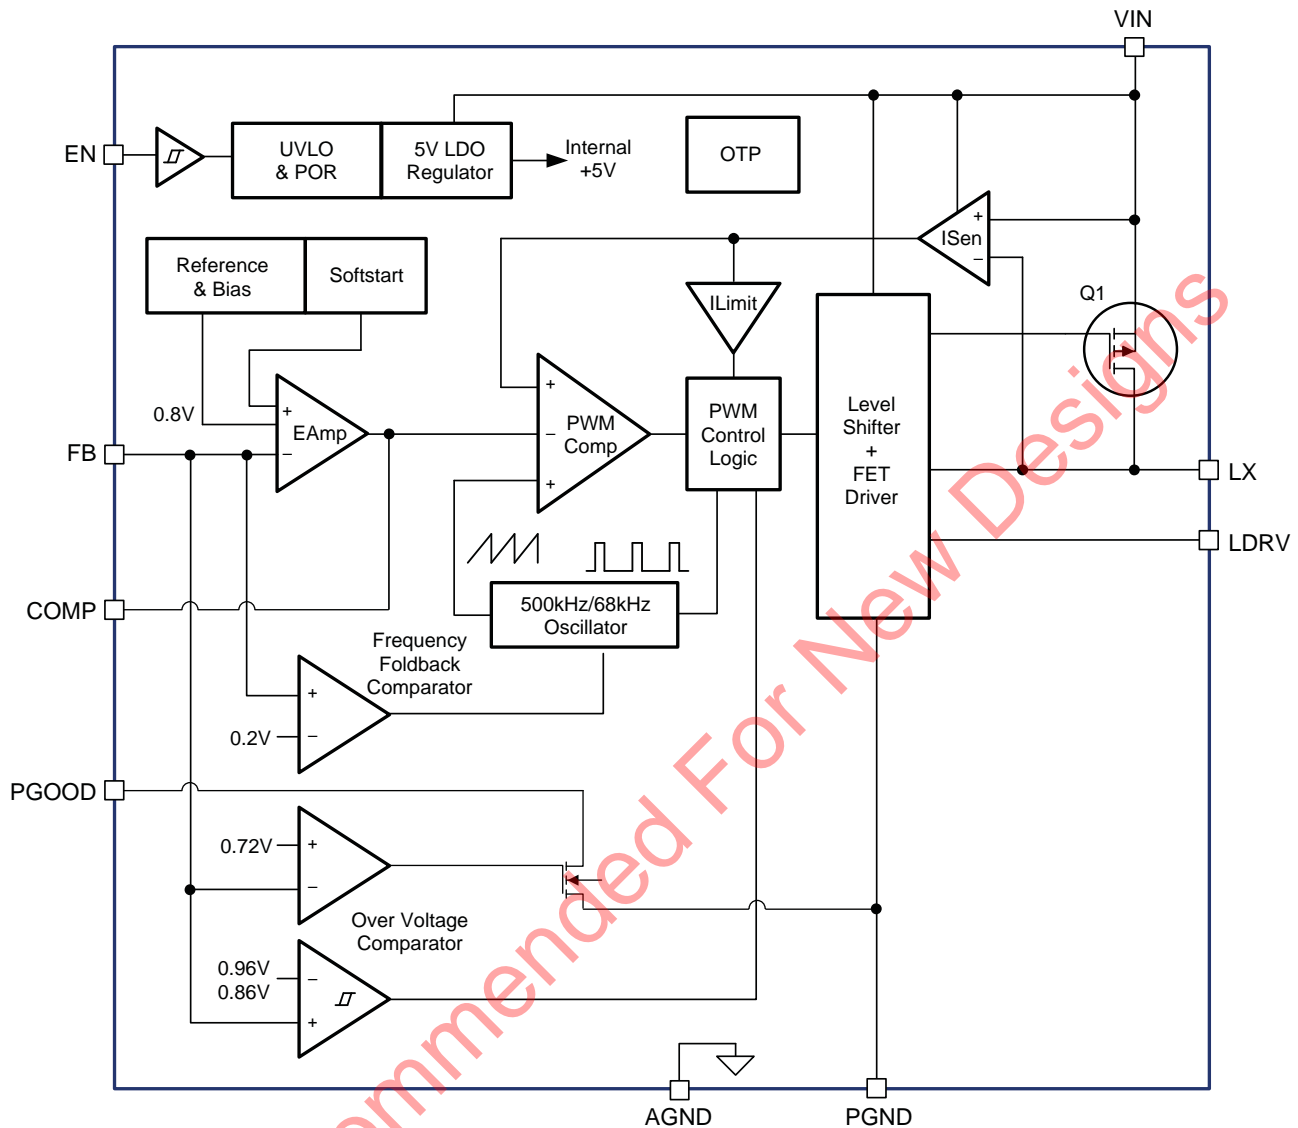 VIN
EN
UVLO
& POR
5V LDO
Regulator
Internal
+5V
OTP
+
ISen
−
Reference
& Bias
Softstart
ILimit
Q1
0.8V
+
EAmp
−
FB
+
PWM
Comp
−
+
PWM
Control
Logic
Level
Shifter
+
FET
Driver
LX
LDRV
COMP
500kHz/68kHz
Oscillator
Frequency
Foldback
Comparator
+
0.2V
−
PGOOD
0.72V
+
−
Over Voltage
Comparator
0.96V
0.86V
−
+
AGND
PGND
ommended For New Designs